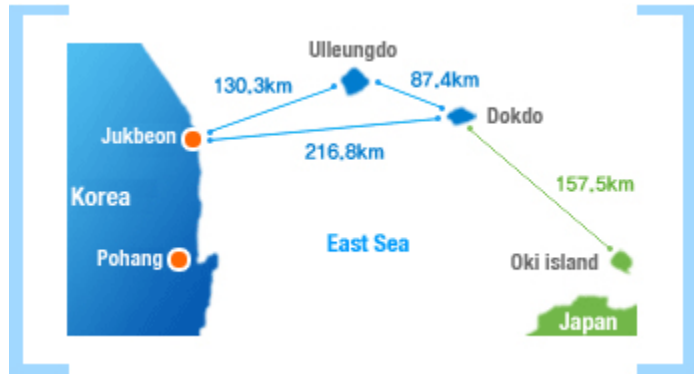 Ulleungdo
130.3km
87.4km
Jukbeon
Dokdo
216.8km
157.5km
Korea
East Sea
Pohang
Oki island
Japan